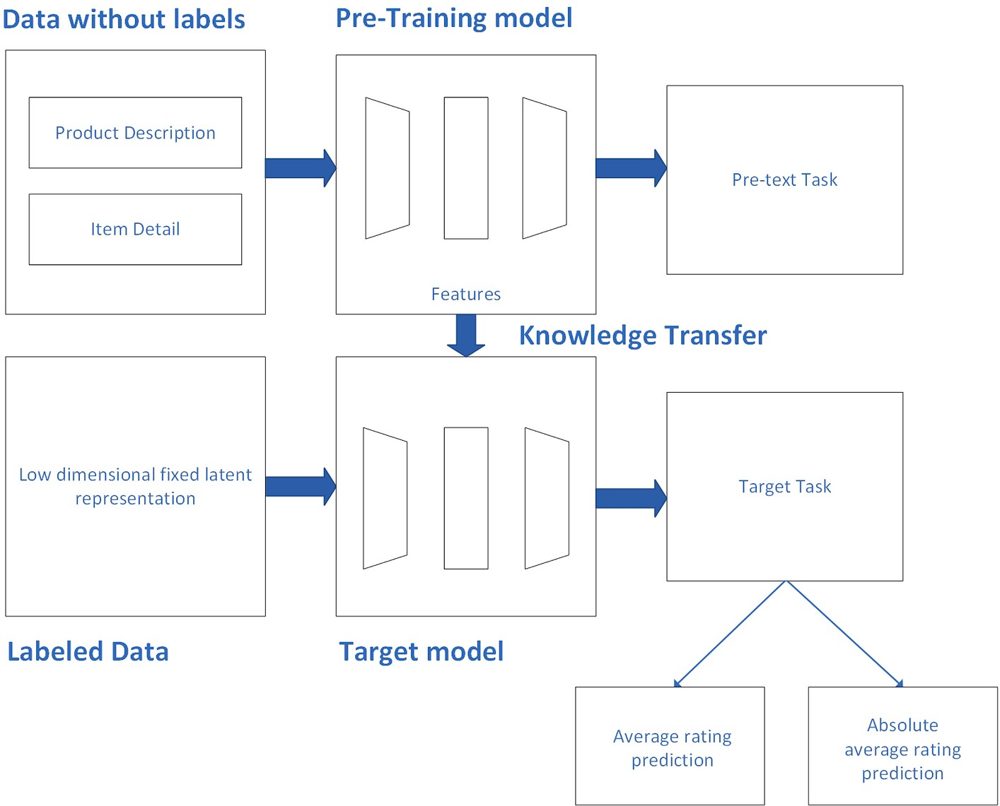 Data without labels
Pre-Training model
Product Description
Item Detail
Features
Pre-text Task
Knowledge Transfer
Low dimensional fixed latent
representation
Target Task
Labeled Data
Target model
Average rating
prediction
Absolute
average rating
prediction